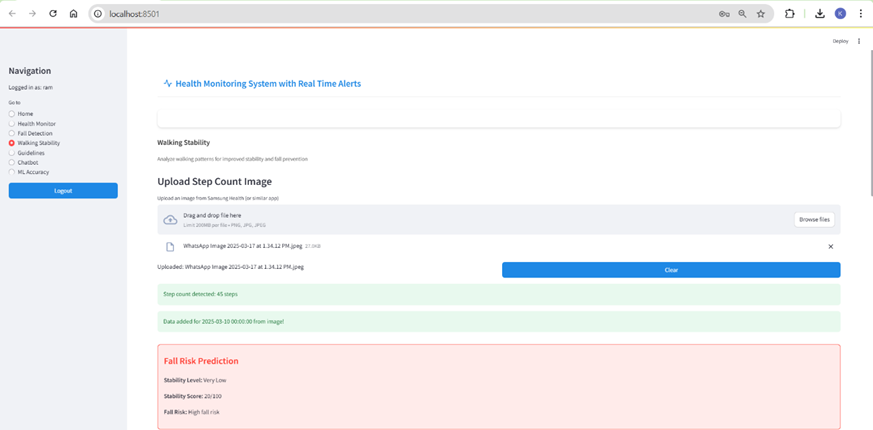 localhost:8501
K
Deploy
Navigation
Logged in as: ram
Go to
Home
Health Monitor
Fall Detection
Walking Stability
Guidelines
Chatbot
ML Accuracy
Logout
Health Monitoring System with Real Time Alerts
Walking Stability
Analyze walking patterns for improved stability and fall prevention
Upload Step Count Image
Upload an image from Samsung Health (or similar app)
Drag and drop file here
Limit 200MB per file • PNG, JPG, JPEG
Browse files
WhatsApp Image 2025-03-17 at 1.34.12 PM.jpeg 27.9KB
Uploaded: WhatsApp Image 2025-03-17 at 1.34.12 PM.jpeg
Clear
Step count detected: 45 steps
Data added for 2025-03-10 00:00:00 from image!
Fall Risk Prediction
Stability Level: Very Low
Stability Score: 20/100
Fall Risk: High fall risk